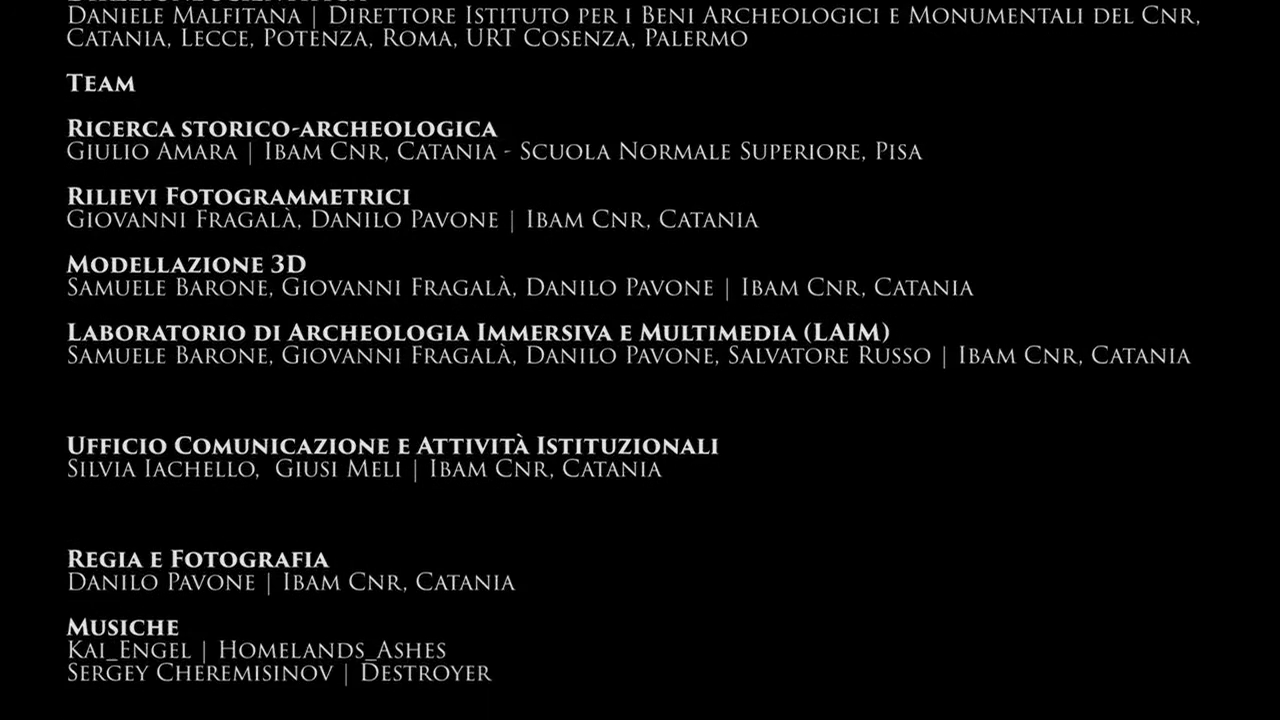 Daniele Malfitana | Direttore Istituto per i Beni Archeologici e Monumentali del Cnr,
Catania, Lecce, Potenza, Roma, URT Cosenza, Palermo
Team
Ricerca storico-archeologica
Giulio Amara | Ibam Cnr, Catania - Scuola Normale Superiore, Pisa
Rilievi Fotogrammetrici
Giovanni Fragalà, Danilo Pavone | Ibam Cnr, Catania
Modellazione 3D
Samuele Barone, Giovanni Fragalà, Danilo Pavone | Ibam Cnr, Catania
Laboratorio di Archeologia Immersiva e Multimedia (LAIM)
Samuele Barone, Giovanni Fragalà, Danilo Pavone, Salvatore Russo | Ibam Cnr, Catania
Ufficio Comunicazione e Attività Istituzionali
Silvia Iachello, Giusi Meli | Ibam Cnr, Catania
Regia e Fotografia
Danilo Pavone | Ibam Cnr, Catania
Musiche
Kai_Engel | Homelands_Ashes
Sergey Cheremisinov | Destroyer